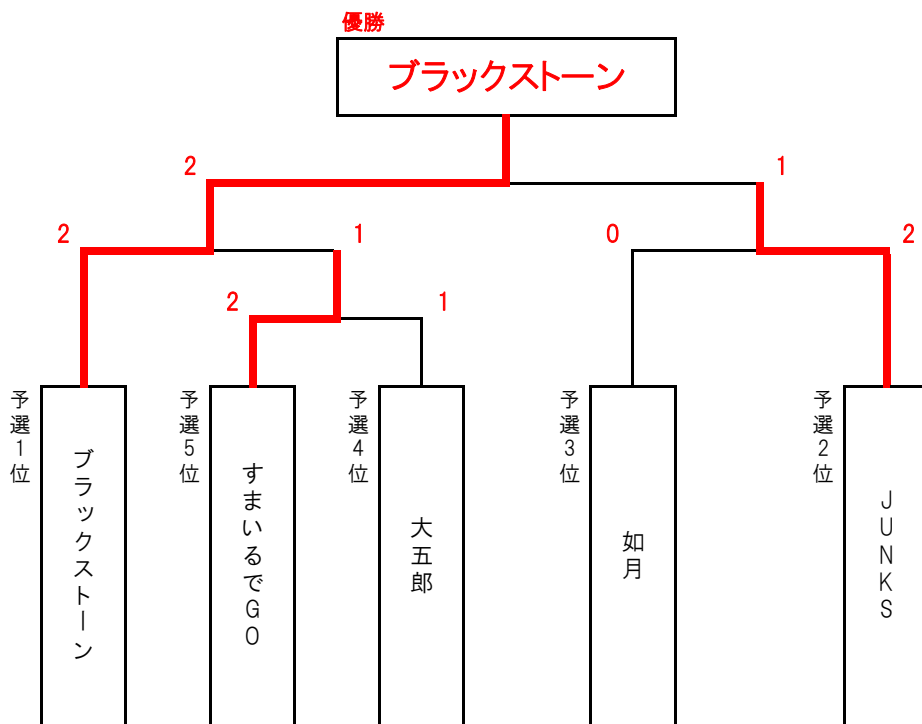 優勝
ブラックストーン
2
1
2
1
0
2
2
1
予選1位
ブラックストーン
予選5位
すまいるでGO
予選4位
大五郎
予選3位
如月
予選2位
JUNKS